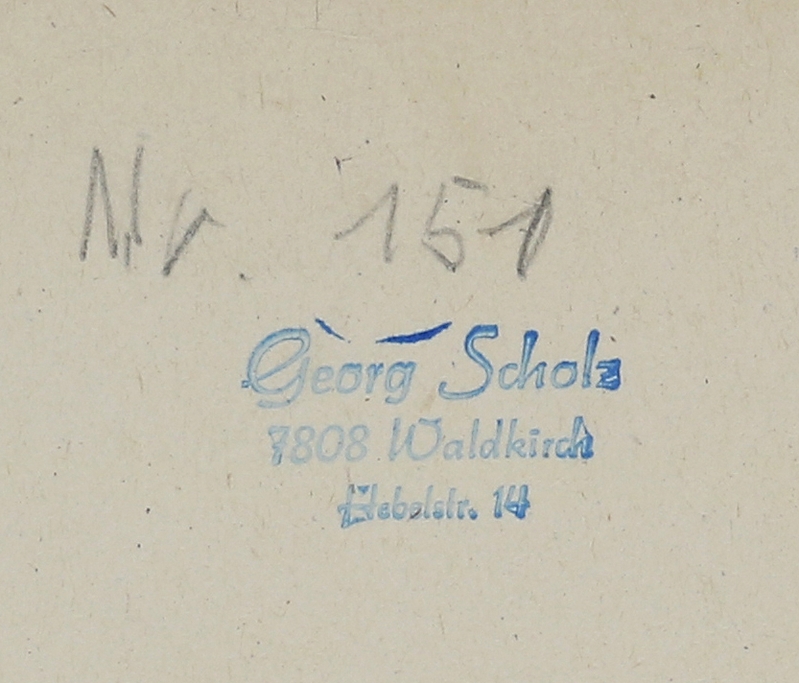 Nr. 151
Georg Scholz
7808 Waldkirch
Hebelstr. 14